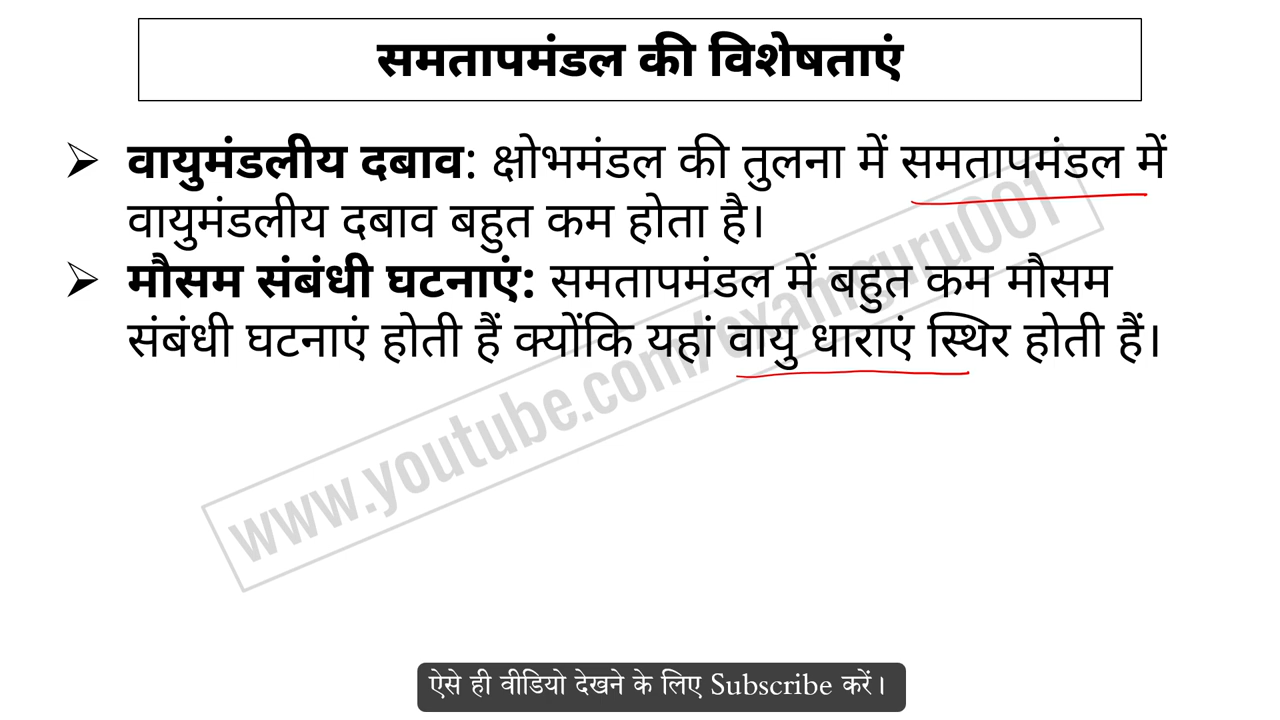 समतापमंडल की विशेषताएं
➢ वायुमंडलीय दबाव: क्षोभमंडल की तुलना में समतापमंडल में
वायुमंडलीय दबाव बहुत कम होता है।
➢ मौसम संबंधी घटनाएं: समतापमंडल में बहुत कम मौसम
संबंधी घटनाएं होती हैं क्योंकि यहां वायु धाराएं स्थिर होती हैं।
www.youtube.com/examguru001
ऐसे ही वीडियो देखने के लिए Subscribe करें।